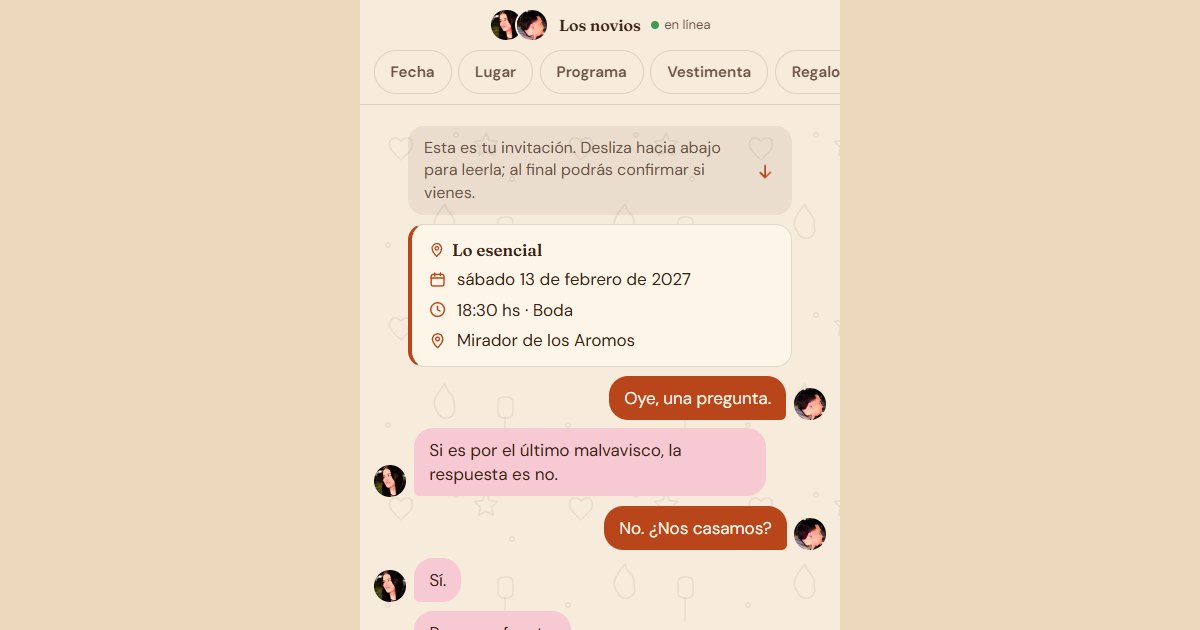 Los novios
en línea
Fecha
Lugar
Programa
Vestimenta
Regalo
Esta es tu invitación. Desliza hacia abajo
para leerla; al final podrás confirmar si
vienes.
Lo esencial
sábado 13 de febrero de 2027
18:30 hs · Boda
Mirador de los Aromos
Oye, una pregunta.
Si es por el último malvavisco, la
respuesta es no.
No. ¿Nos casamos?
Sí.